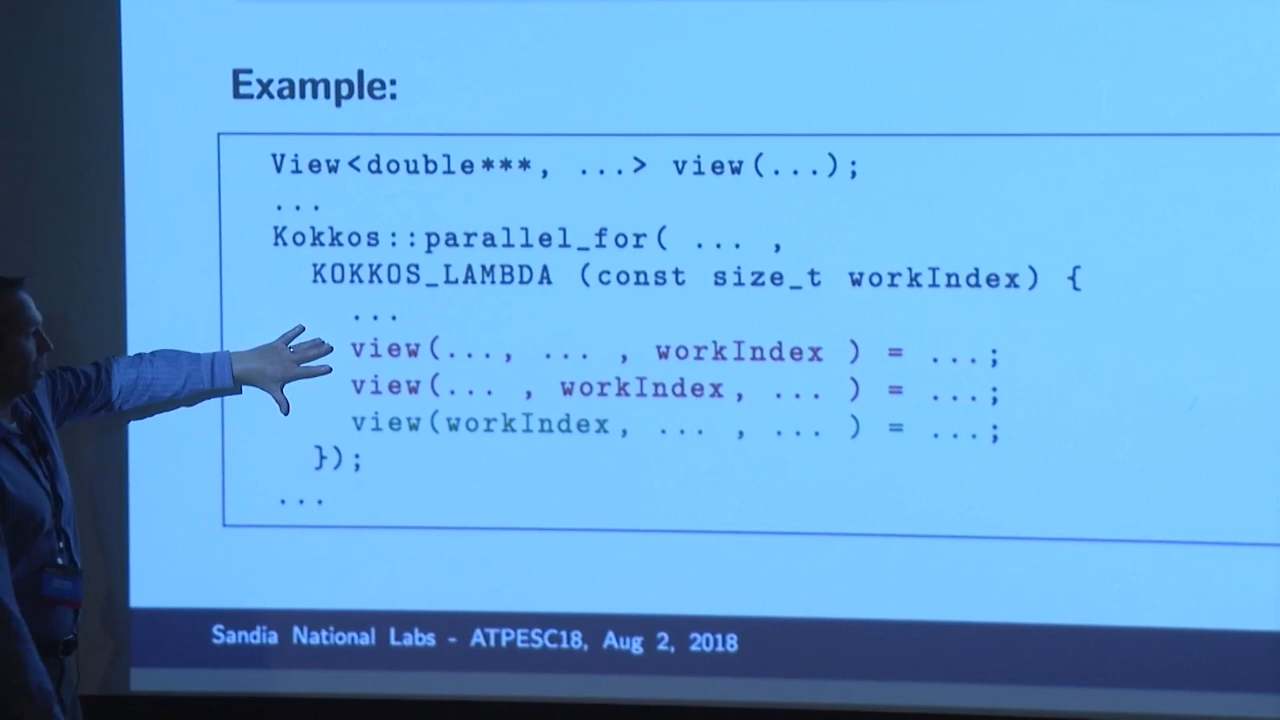 Example:
View<double***, ...> view(...);
...
Kokkos::parallel_for( ... ,
KOKKOS_LAMBDA (const size_t workIndex) {
...
view(..., ... , workIndex ) = ...;
view(... , workIndex, ... ) = ...;
view(workIndex, ... , ... ) = ...;
});
...
Sandia National Labs - ATPESC18, Aug 2, 2018